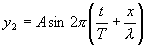 y₂ = A sin 2π(t/T + x/λ)